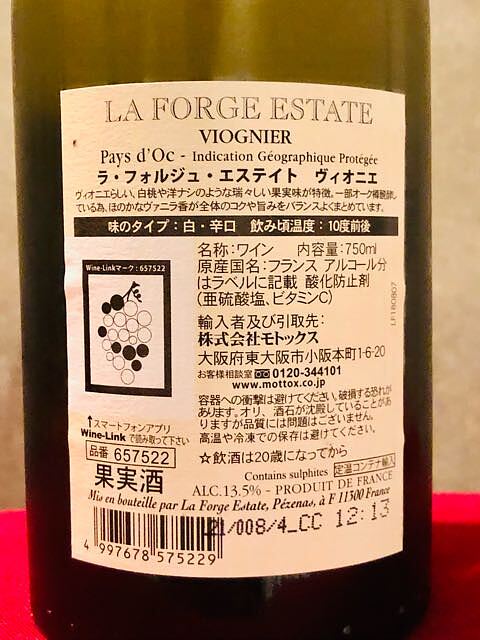 LA FORGE ESTATE
VIOGNIER
Pays d'Oc - Indication Géographique Protégée
ラ・フォルジュ・エステイト ヴィオニエ
ヴィオニエらしい、白桃や洋ナシのような瑞々しい果実味が特徴。一部オーク樽醗酵し
ている為、ほのかなヴァニラ香が全体のコクや旨みをバランスよくまとめています。
味のタイプ：白・辛口 飲み頃温度：10度前後
Wine-Linkマーク：657522
名称：ワイン 内容量：750ml
原産国名：フランス アルコール分
はラベルに記載 酸化防止剤
(亜硫酸塩、ビタミンC)
輸入者及び引取先：
株式会社モトックス
大阪府東大阪市小阪本町1-6-20
お客様相談室 0120-344101
www.mottox.co.jp
容器への衝撃は避けてください。破損する恐れが
あります。オリ、酒石が沈殿していることがあ
りますが品質には問題はございません。
高温や冷凍での保存は避けてください。
LF180807
↑スマートフォンアプリ
Wine-Link で読み取って下さい
品番 657522
☆飲酒は20歳になってから
果実酒
Contains sulphites 定温コンテナ輸入
ALC.13.5% - PRODUIT DE FRANCE
Mis en bouteille par La Forge Estate, Pézenas, à F 11300 France
21/008/4_CC 12:13
4 997678 575229